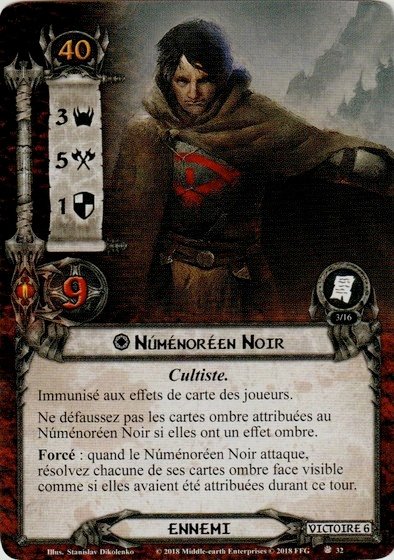 40
3
5
1
9
3/16
Núménoréen Noir
Cultiste.
Immunisé aux effets de carte des joueurs.
Ne défaussez pas les cartes ombre attribuées au
Núménoréen Noir si elles ont un effet ombre.
Forcé : quand le Núménoréen Noir attaque,
résolvez chacune de ses cartes ombre face visible
comme si elles avaient été attribuées durant ce tour.
ENNEMI
VICTOIRE 6
Illus. Stanislav Dikolenko © 2018 Middle-earth Enterprises © 2018 FFG 32